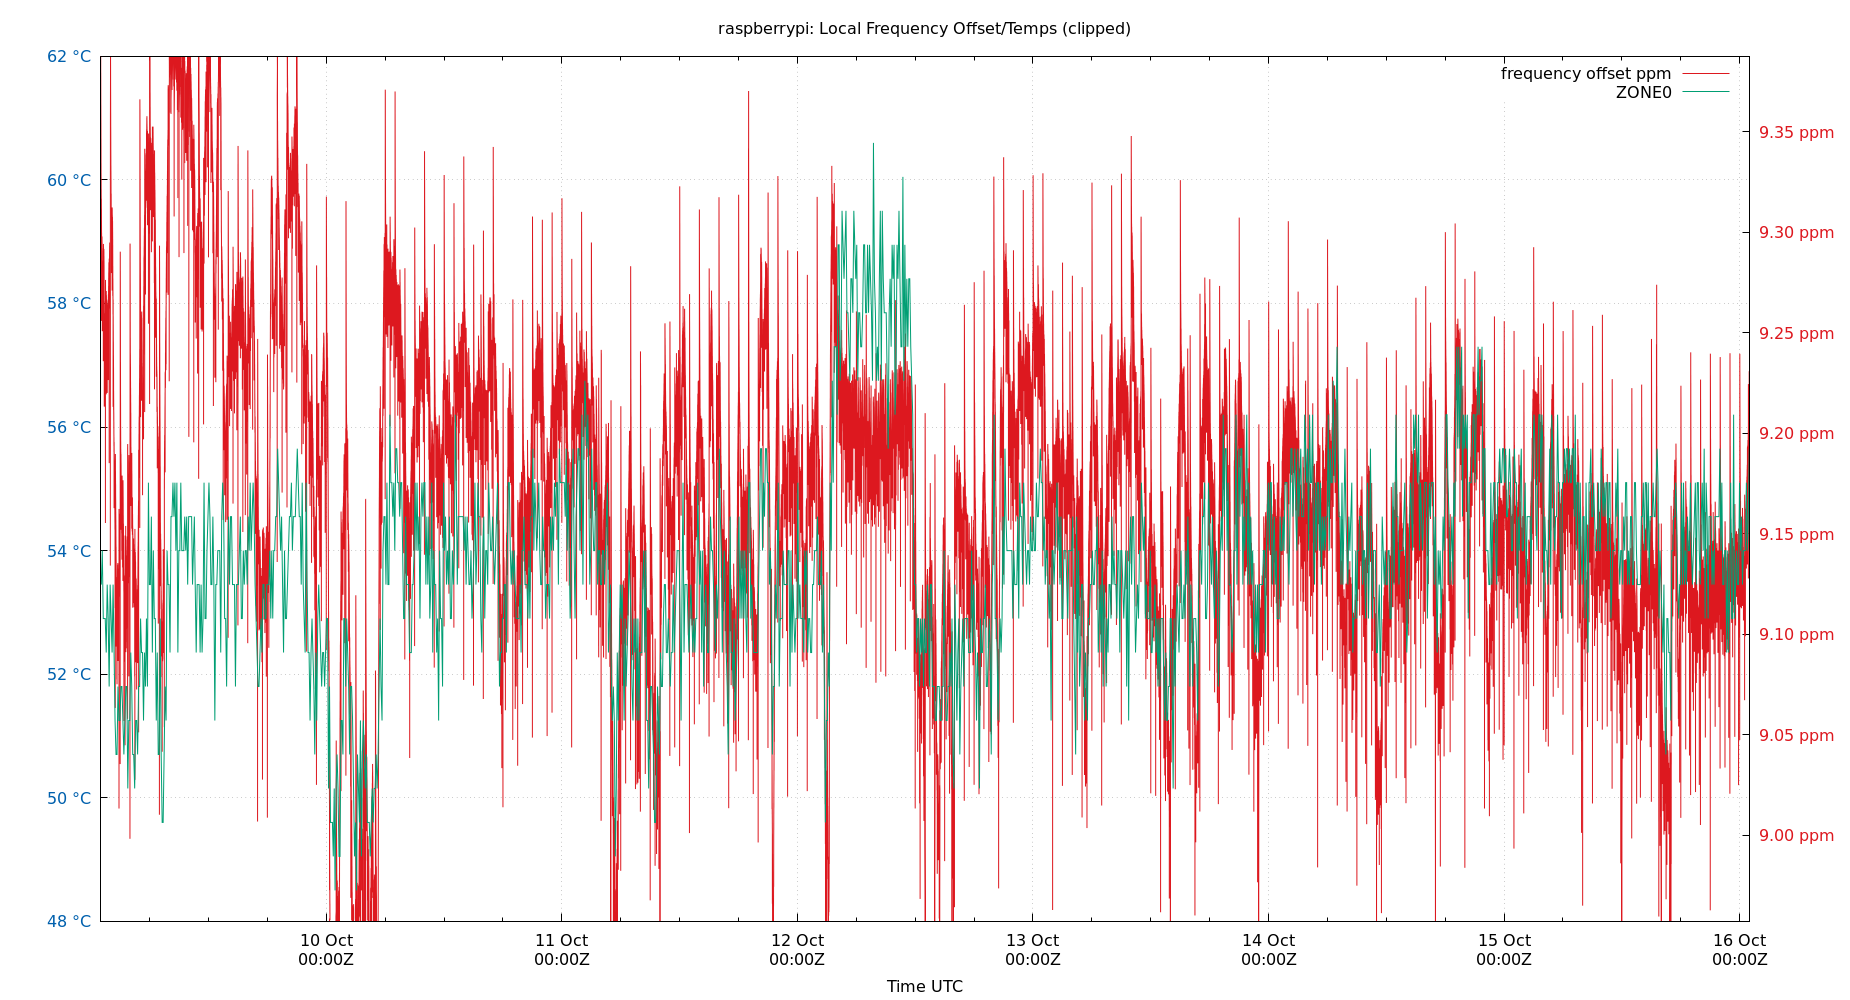 raspberrypi: Local Frequency Offset/Temps (clipped)
62 °C
60 °C
58 °C
56 °C
54 °C
52 °C
50 °C
48 °C
frequency offset ppm
ZONE0
9.35 ppm
9.30 ppm
9.25 ppm
9.20 ppm
9.15 ppm
9.10 ppm
9.05 ppm
9.00 ppm
10 Oct
00:00Z
11 Oct
00:00Z
12 Oct
00:00Z
13 Oct
00:00Z
14 Oct
00:00Z
15 Oct
00:00Z
16 Oct
00:00Z
Time UTC